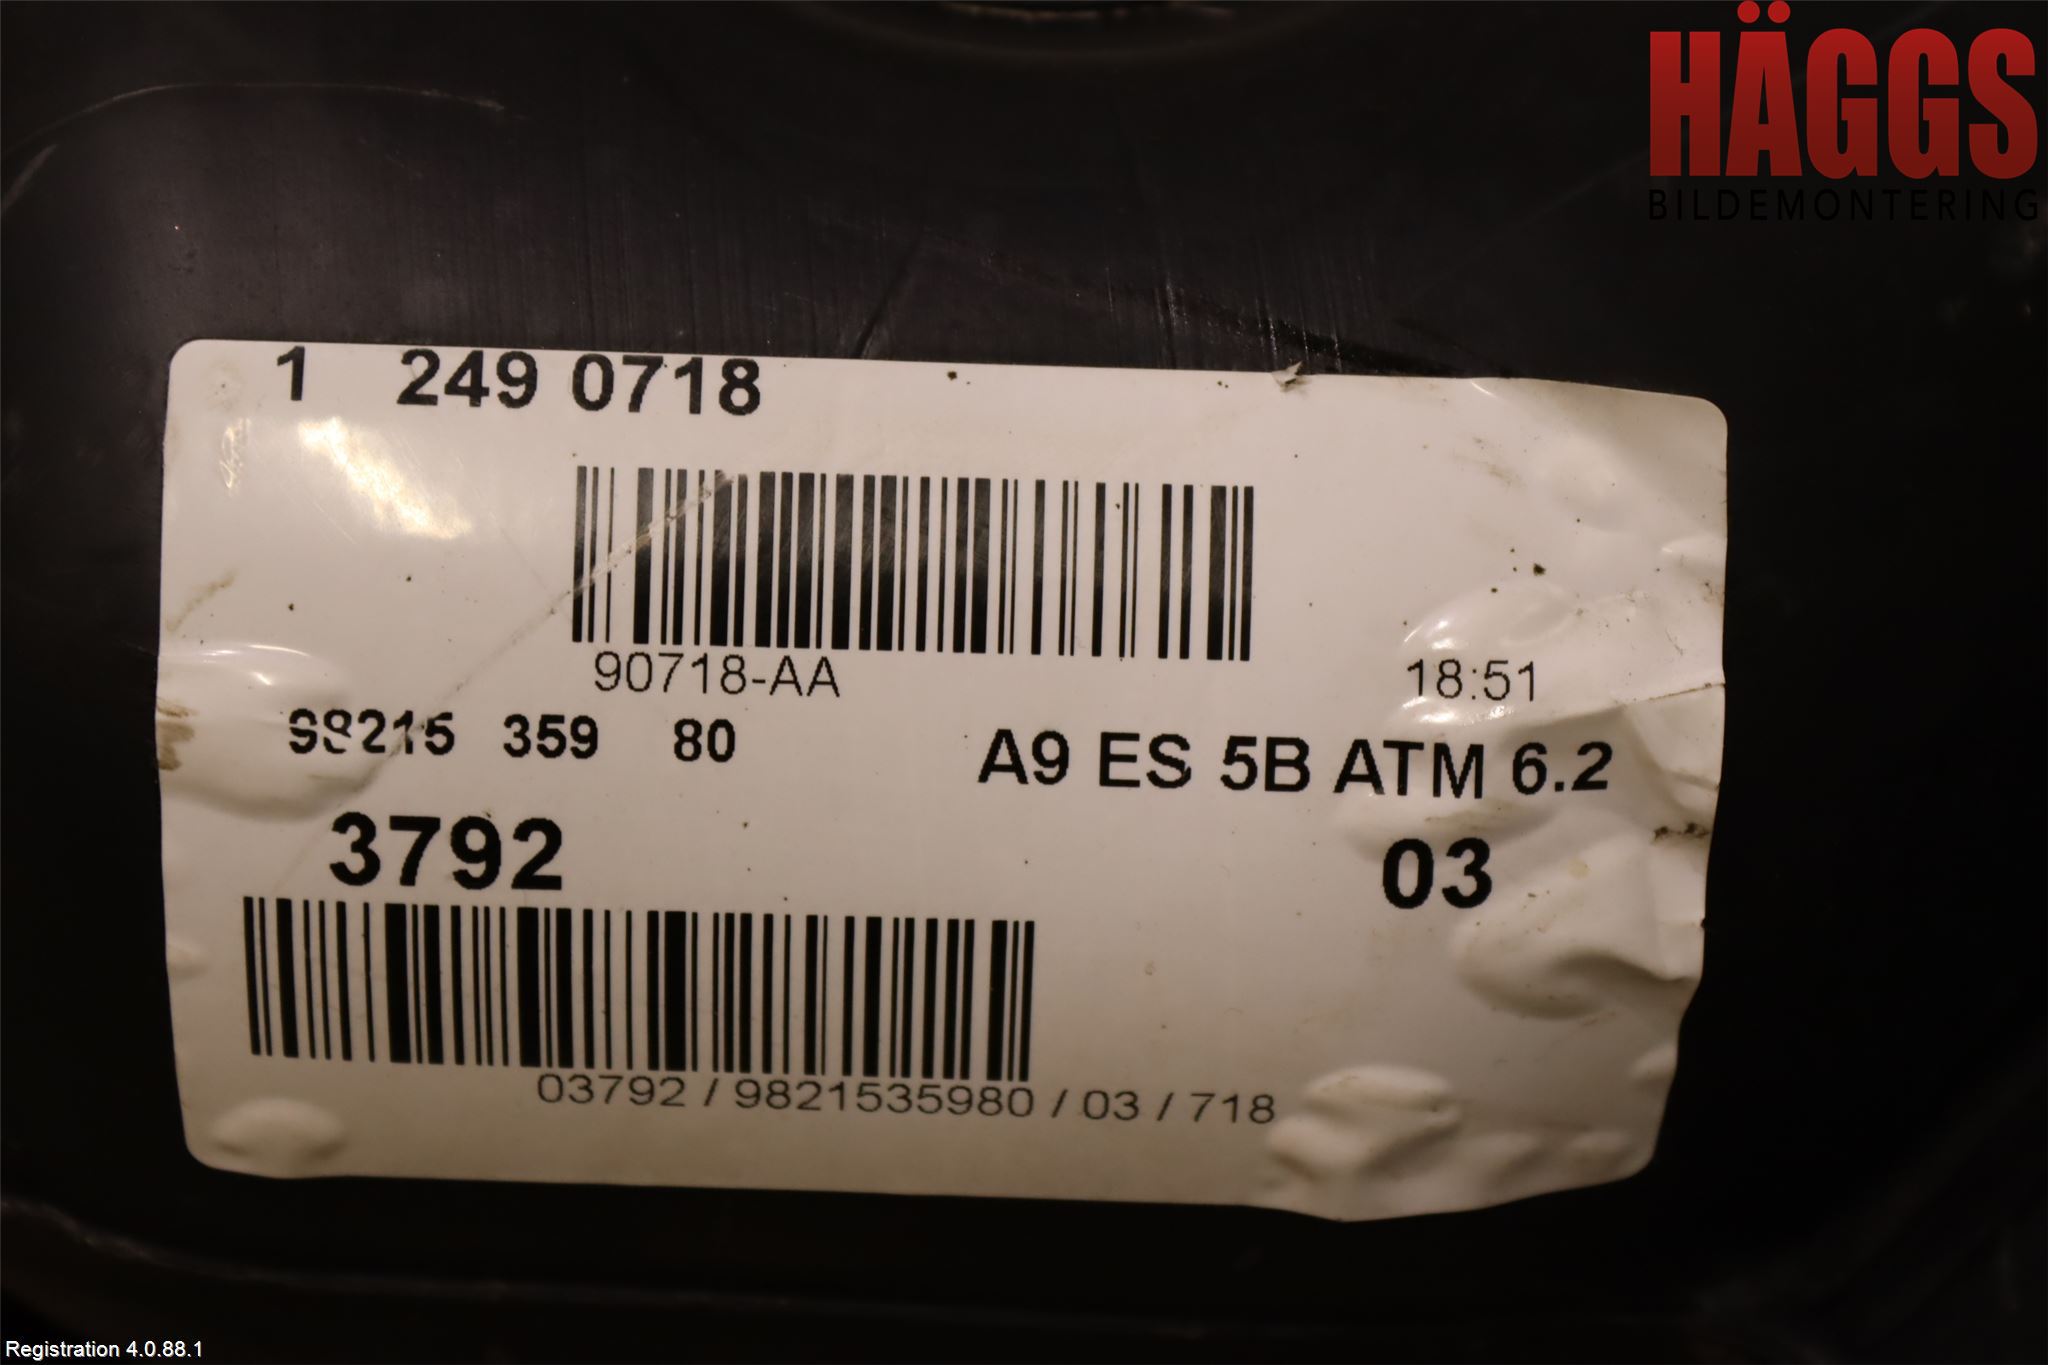 HÄGGS
BILDEMONTERING
1 249 0718
90718-AA
18:51
98215 359 80
A9 ES 5B ATM 6.2
3792
03
03792 / 9821535980 / 03 / 718
Registration 4.0.88.1